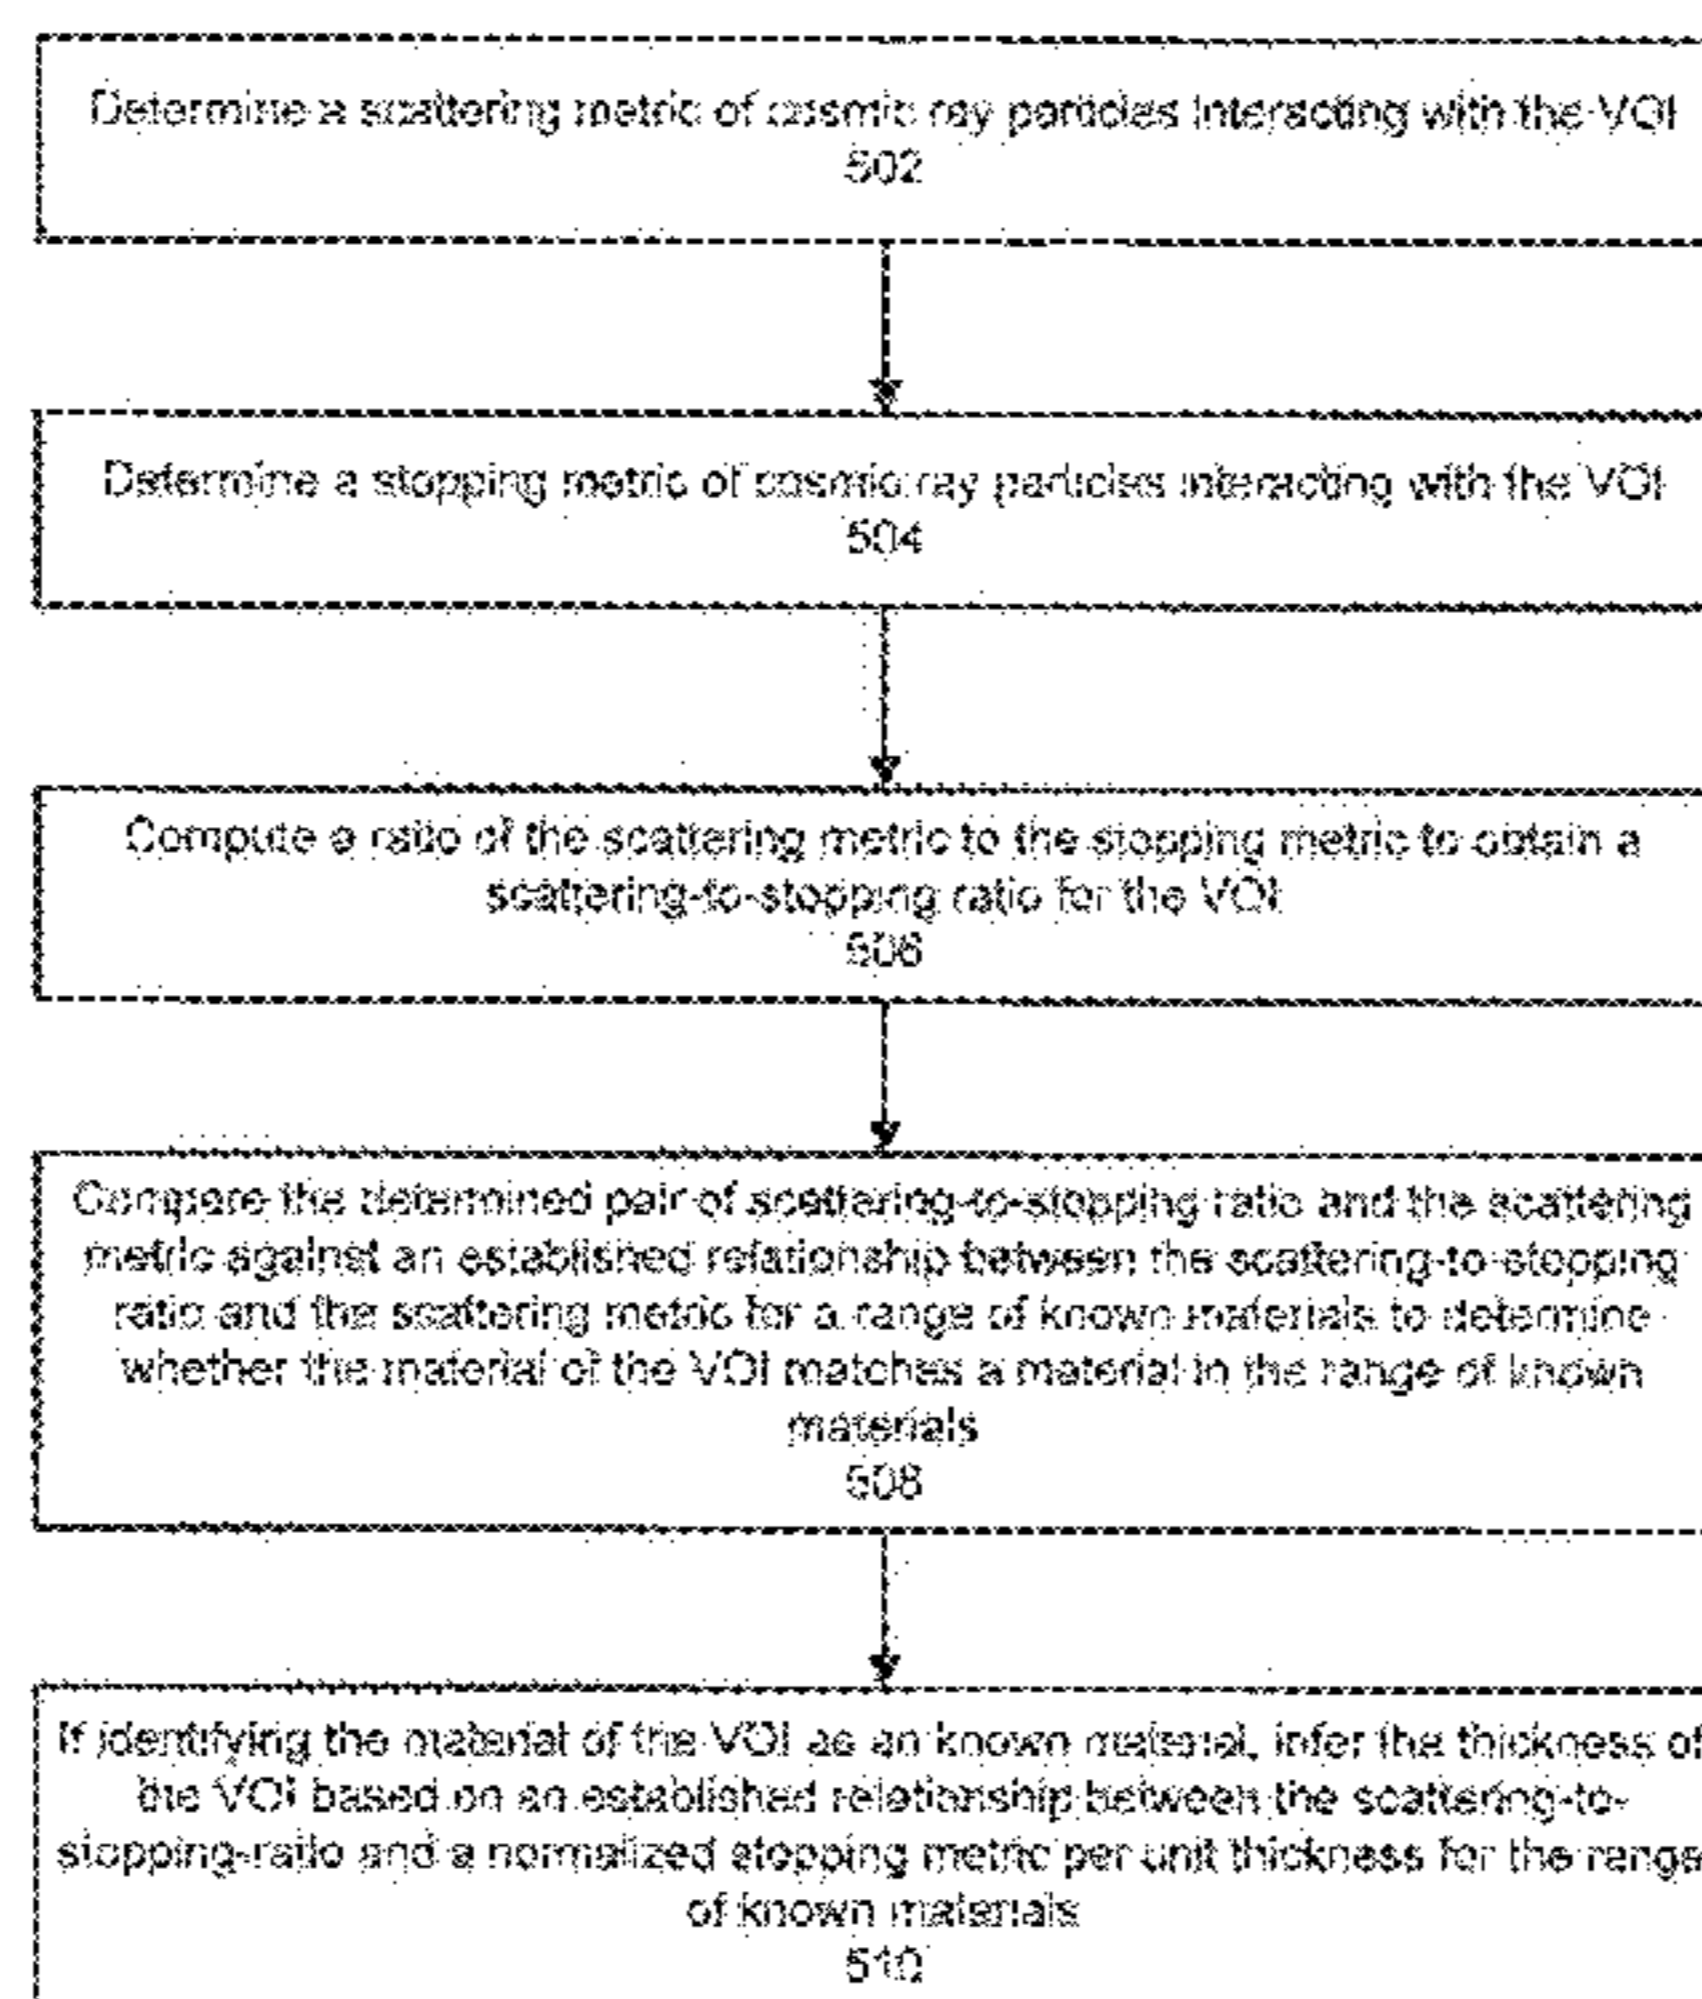 Determine a scattering metric of cosmic ray particles interacting with the VOI
502
Determine a stopping metric of cosmic ray particles interacting with the VOI
504
Compute a ratio of the scattering metric to the stopping metric to obtain a
scattering-to-stopping ratio for the VOI
506
Compare the determined pair of scattering-to-stopping ratio and the scattering
metric against an established relationship between the scattering-to-stopping
ratio and the scattering metric for a range of known materials to determine
whether the material of the VOI matches a material in the range of known
materials
508
If identifying the material of the VOI as an known material, infer the thickness of
the VOI based on an established relationship between the scattering-to-
stopping-ratio and a normalized stopping metric per unit thickness for the range
of known materials
510